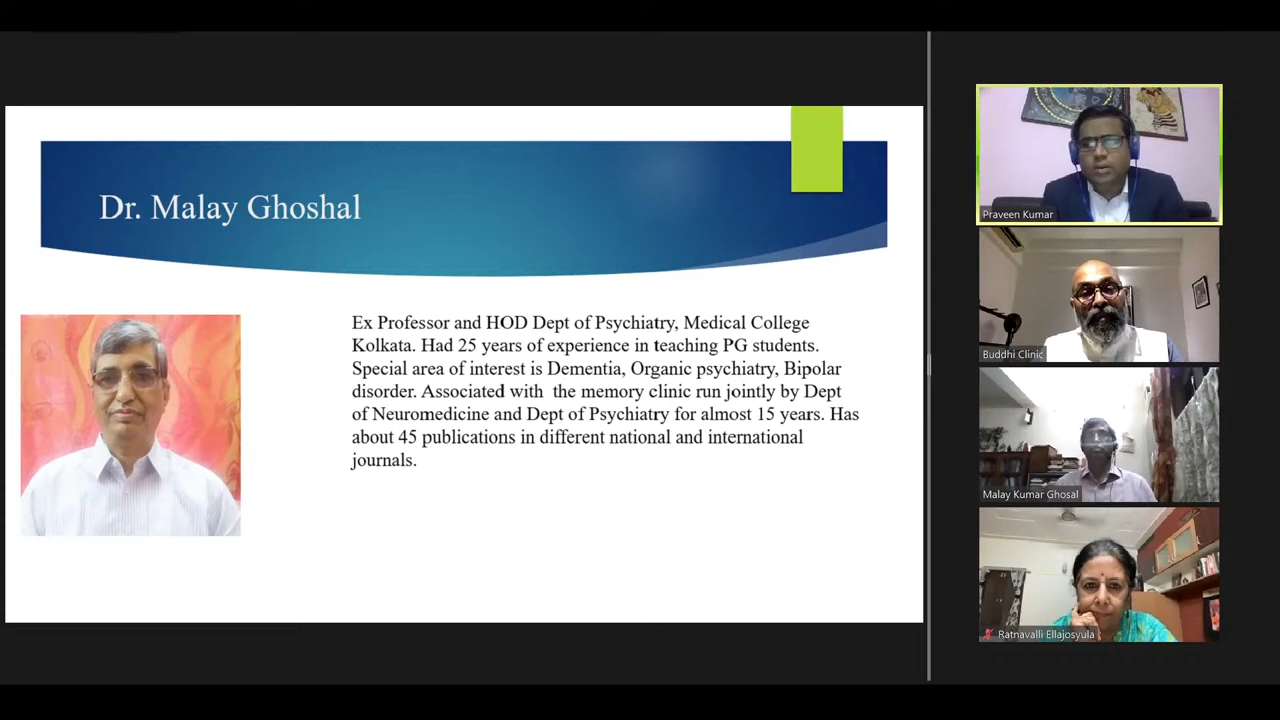 Dr. Malay Ghoshal
Ex Professor and HOD Dept of Psychiatry, Medical College
Kolkata. Had 25 years of experience in teaching PG students.
Special area of interest is Dementia, Organic psychiatry, Bipolar
disorder. Associated with the memory clinic run jointly by Dept
of Neuromedicine and Dept of Psychiatry for almost 15 years. Has
about 45 publications in different national and international
journals.
Praveen Kumar
Buddhi Clinic
Malay Kumar Ghosal
Ratnavalli Ellajosyula